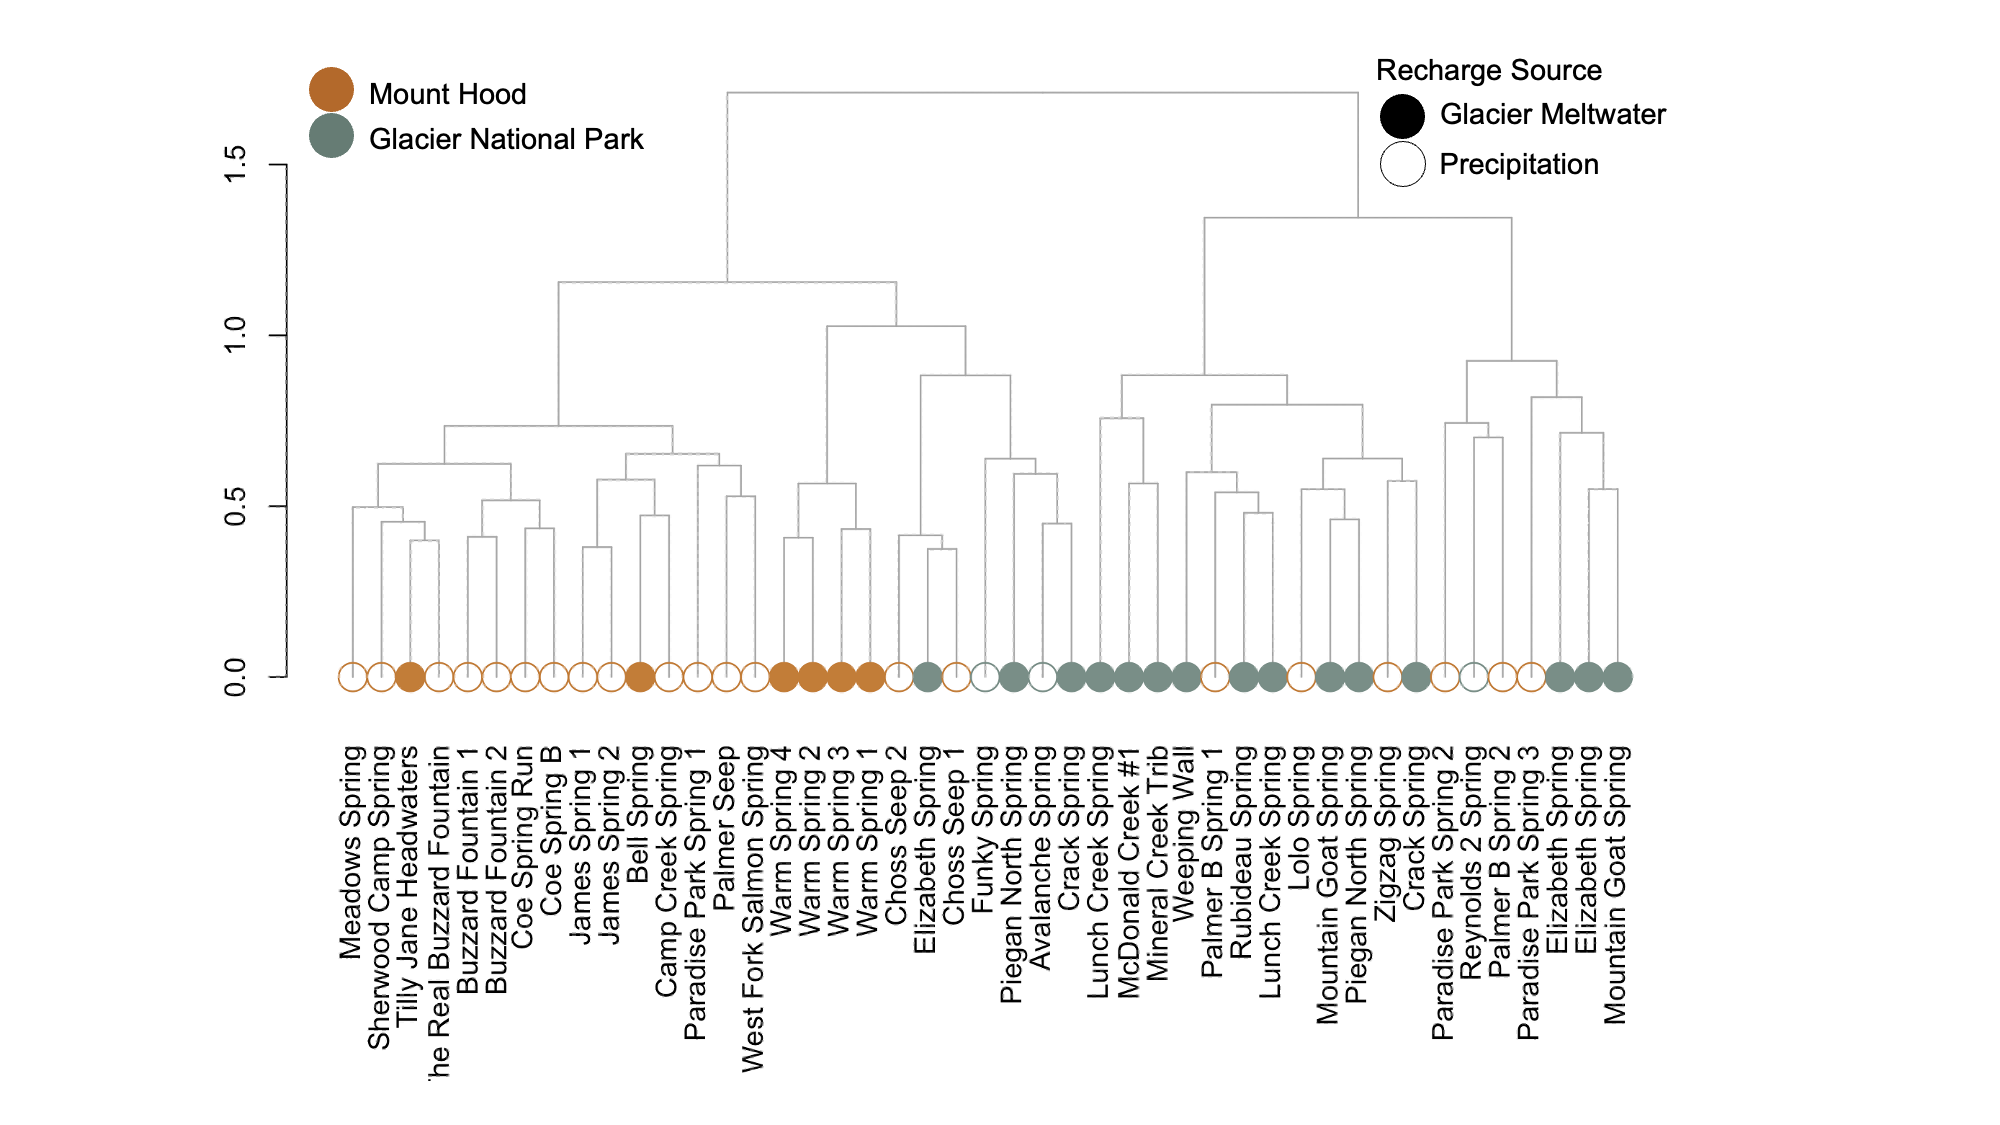 Mount Hood
Glacier National Park
Recharge Source
Glacier Meltwater
Precipitation
1.5
1.0
0.5
0.0
Meadows Spring
Sherwood Camp Spring
Tilly Jane Headwaters
he Real Buzzard Fountain
Buzzard Fountain 1
Buzzard Fountain 2
Coe Spring Run
Coe Spring B
James Spring 1
James Spring 2
Bell Spring
Camp Creek Spring
Paradise Park Spring 1
Palmer Seep
West Fork Salmon Spring
Warm Spring 4
Warm Spring 2
Warm Spring 3
Warm Spring 1
Choss Seep 2
Elizabeth Spring
Choss Seep 1
Funky Spring
Piegan North Spring
Avalanche Spring
Crack Spring
Lunch Creek Spring
McDonald Creek #1
Mineral Creek Trib
Weeping Wall
Palmer B Spring 1
Rubideau Spring
Lunch Creek Spring
Lolo Spring
Mountain Goat Spring
Piegan North Spring
Zigzag Spring
Crack Spring
Paradise Park Spring 2
Reynolds 2 Spring
Palmer B Spring 2
Paradise Park Spring 3
Elizabeth Spring
Elizabeth Spring
Mountain Goat Spring